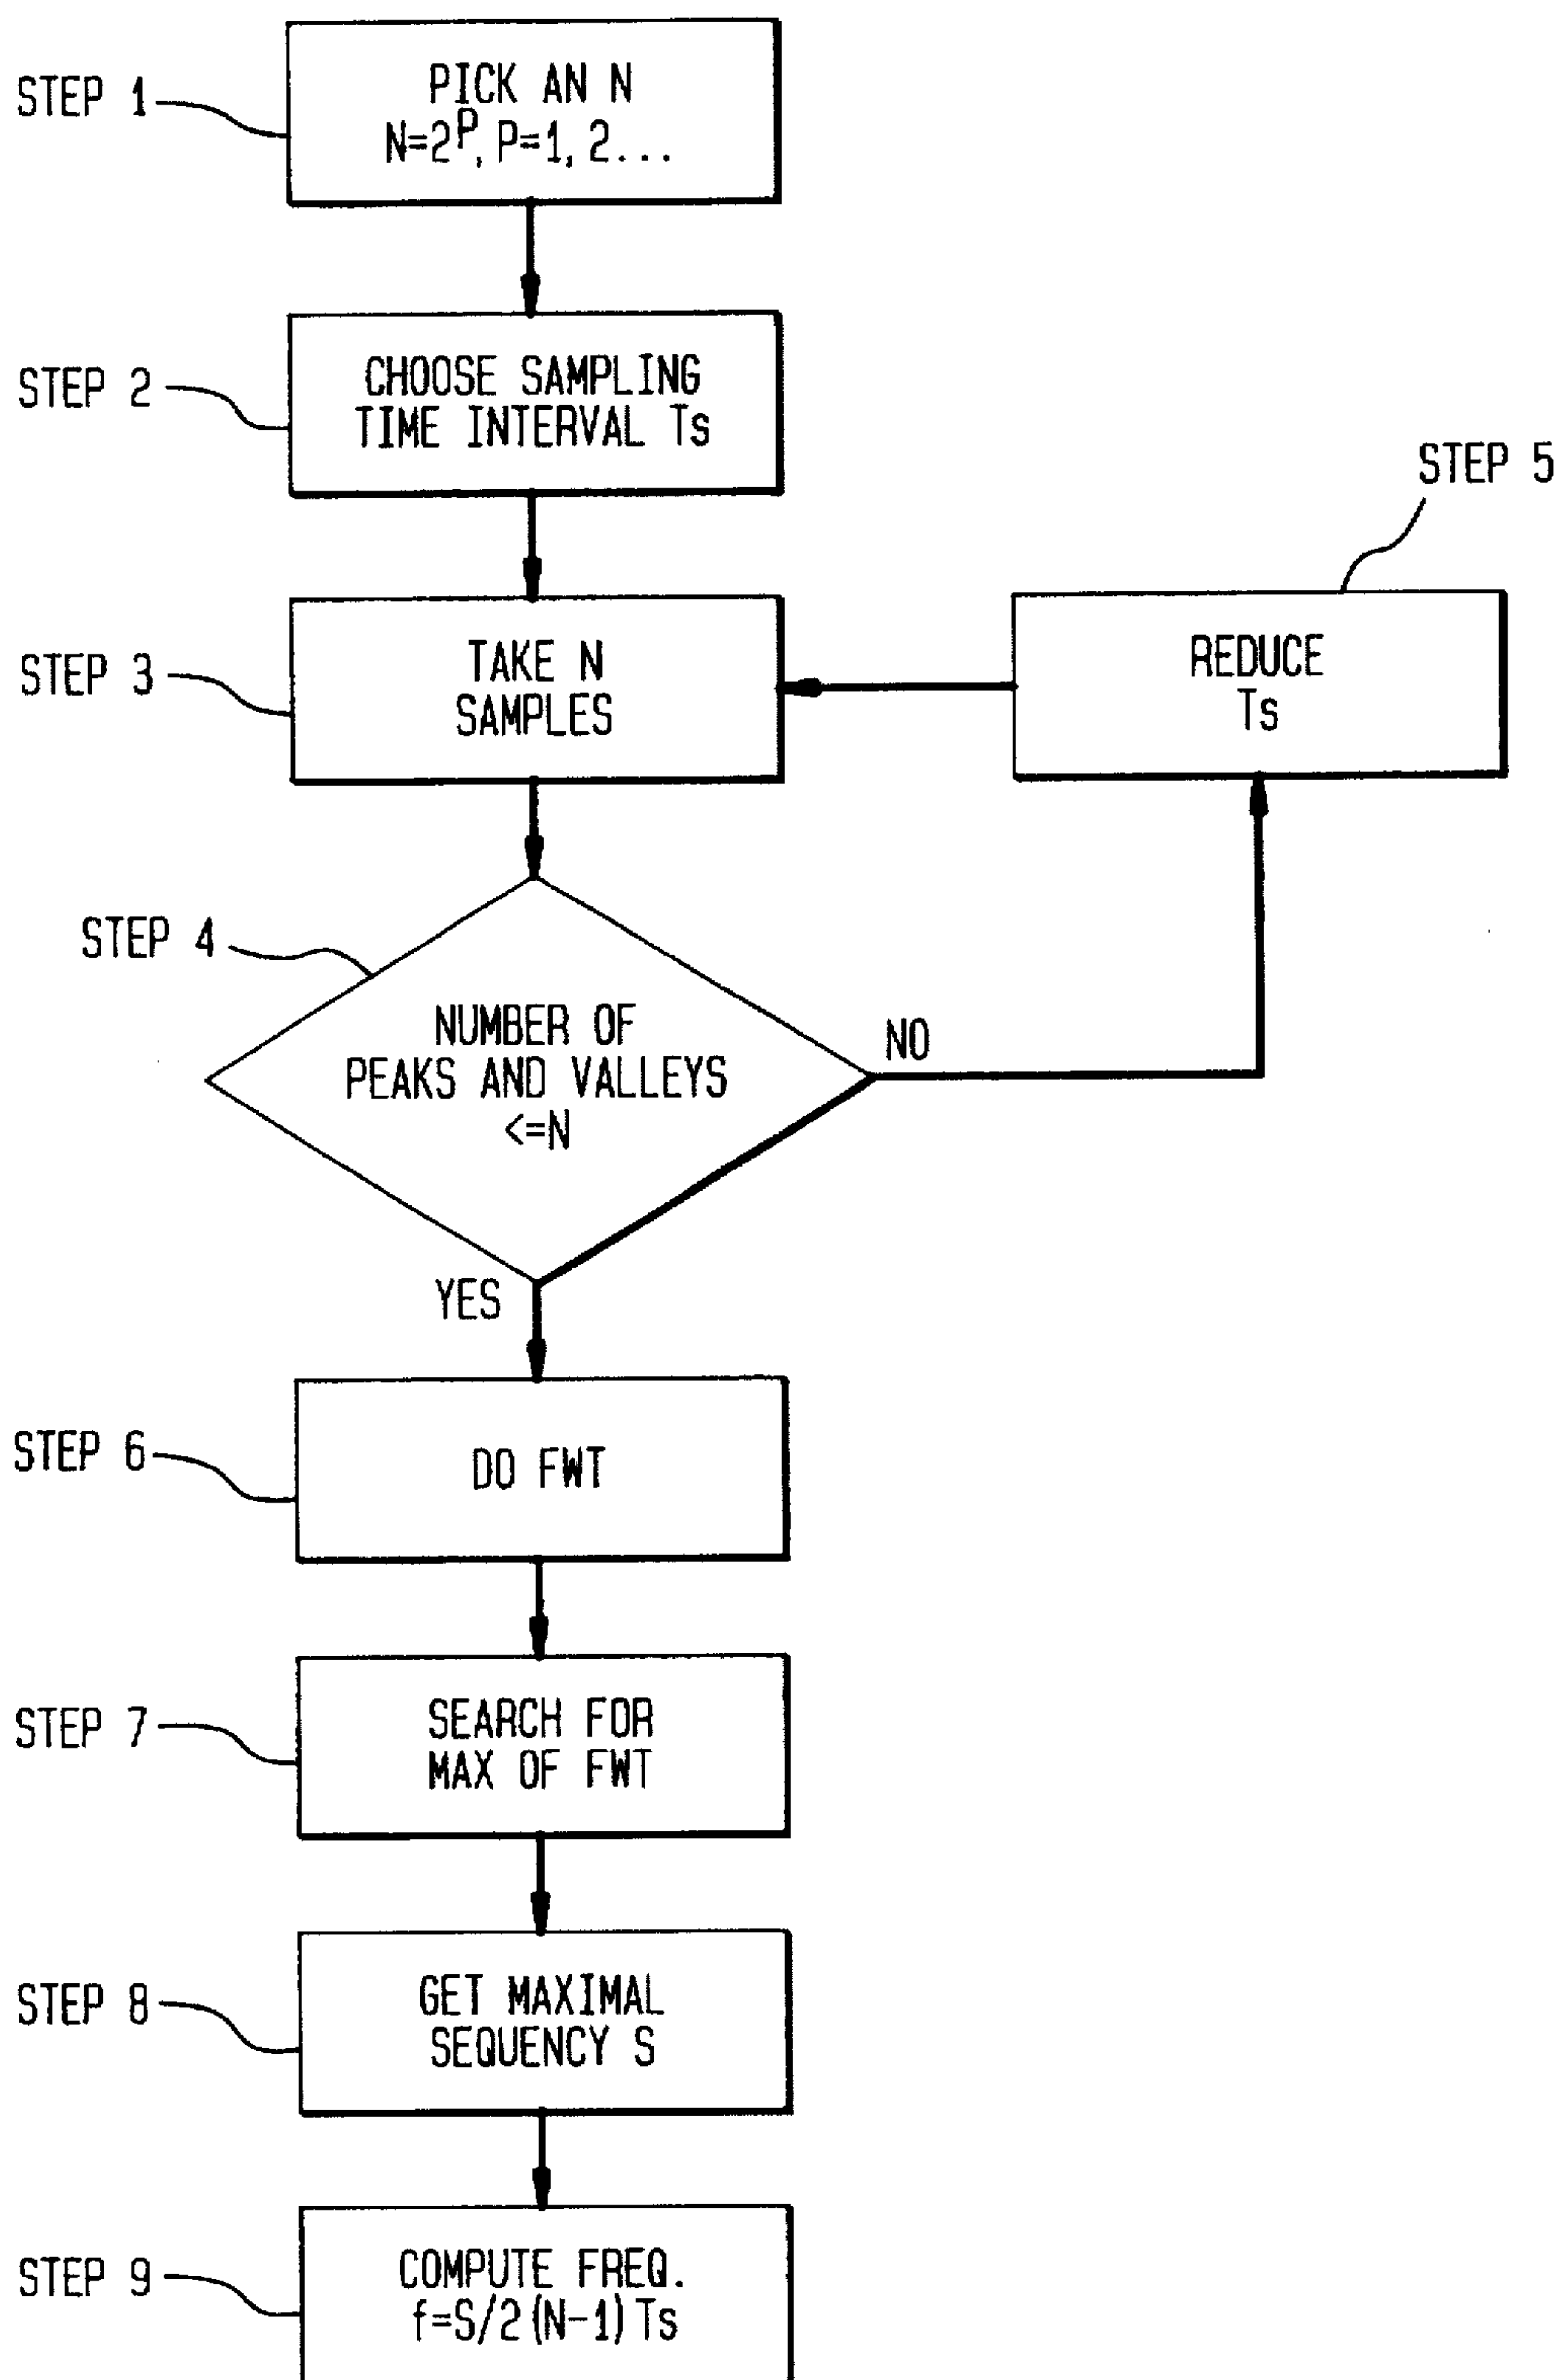 STEP 1
PICK AN N
N=2^P, P=1, 2...
STEP 2
CHOOSE SAMPLING
TIME INTERVAL Ts
STEP 3
TAKE N
SAMPLES
STEP 5
REDUCE
Ts
STEP 4
NUMBER OF
PEAKS AND VALLEYS
<=N
NO
YES
STEP 6
DO FWT
STEP 7
SEARCH FOR
MAX OF FWT
STEP 8
GET MAXIMAL
SEQUENCY S
STEP 9
COMPUTE FREQ.
f=S/2(N-1)Ts